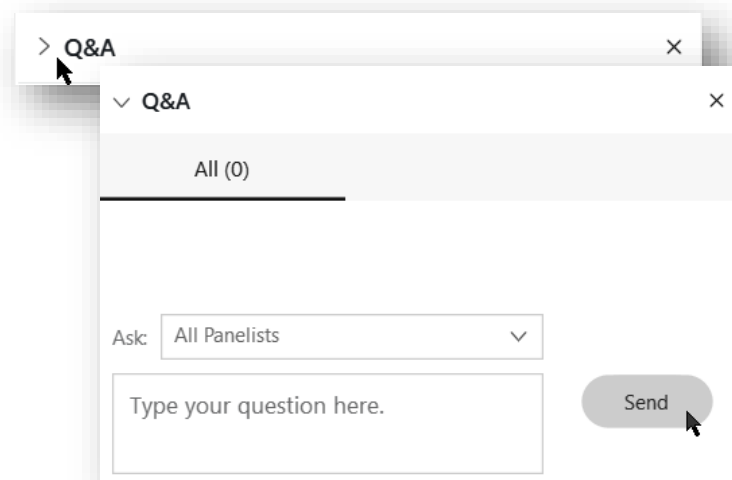 Q&A
Q&A
All (0)
Ask: All Panelists
Type your question here.
Send